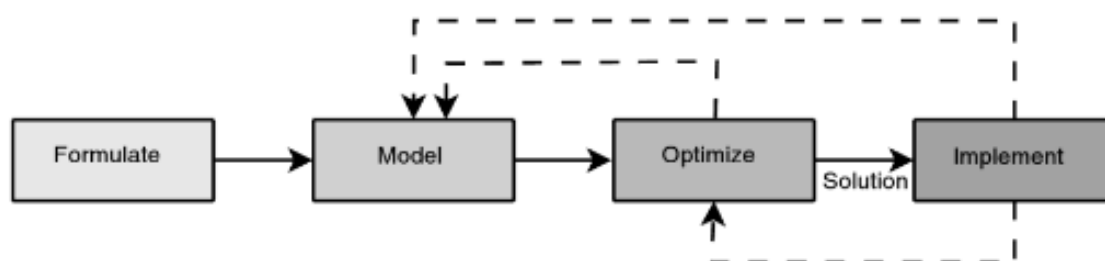 Formulate
Model
Optimize
Solution
Implement